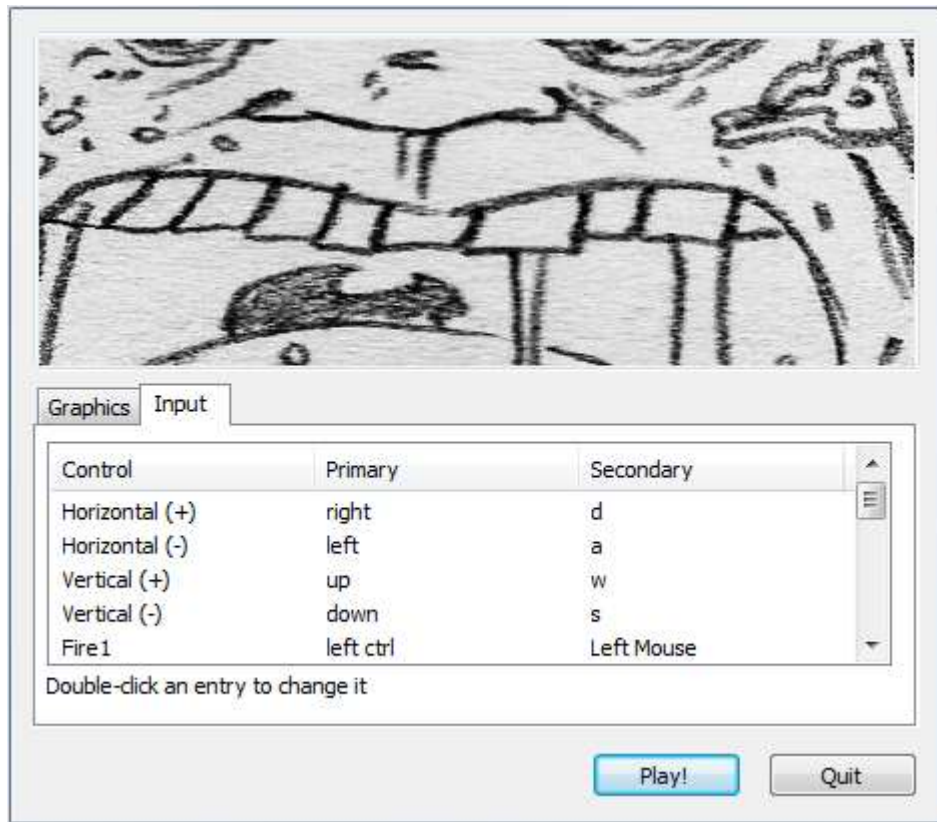 Graphics Input
Control Primary Secondary
Horizontal (+) right d
Horizontal (-) left a
Vertical (+) up w
Vertical (-) down s
Fire1 left ctrl Left Mouse
Double-click an entry to change it
Play! Quit